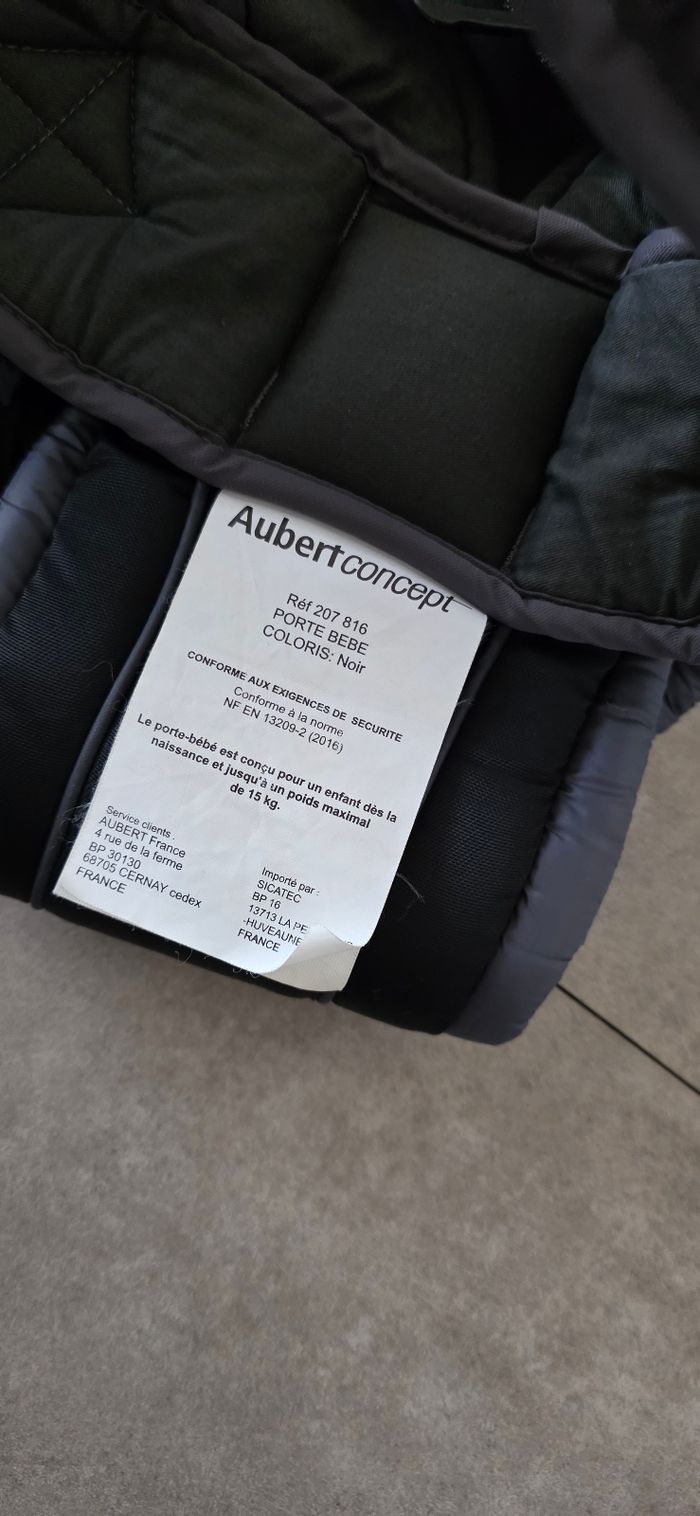 Aubert concept
Réf 207 816
PORTE BEBE
COLORIS: Noir
CONFORME AUX EXIGENCES DE SECURITE
Conforme à la norme
NF EN 13209-2 (2016)
Le porte-bébé est conçu pour un enfant dès la
naissance et jusqu'à un poids maximal
de 15 kg.
Service clients :
AUBERT France
4 rue de la ferme
BP 30130
68705 CERNAY cedex
FRANCE
Importé par :
SICATEC
BP 16
13713 LA
-HUVEAUNE
FRANCE